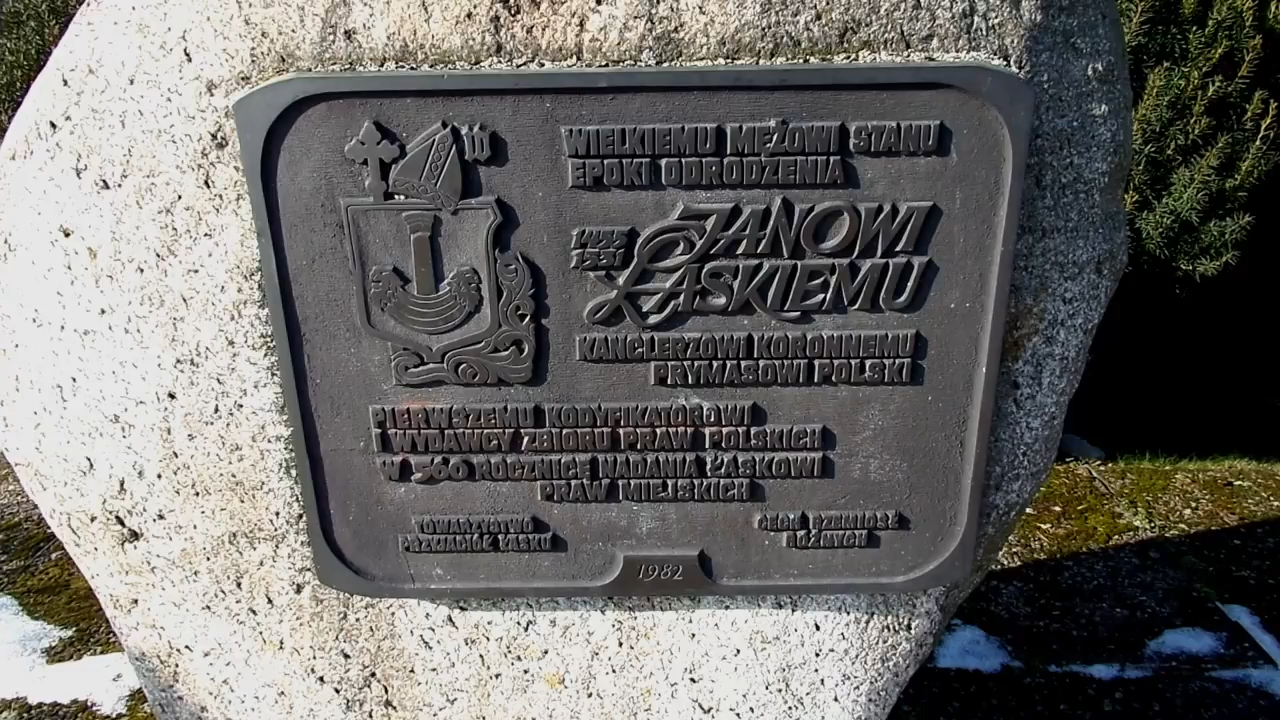 WIELKIEMU MĘŻOWI STANU
EPOKI ODRODZENIA
1455
1531
JANOWI
ŁASKIEMU
KANCLERZOWI KORONNEMU
PRYMASOWI POLSKI
PIERWSZEMU KODYFIKATOROWI
I WYDAWCY ZBIORU PRAW POLSKICH
W 560 ROCZNICĘ NADANIA ŁASKOWI
PRAW MIEJSKICH
TOWARZYSTWO
PRZYJACIÓŁ ŁASKU
CECH RZEMIOSŁ
RÓŻNYCH
1982